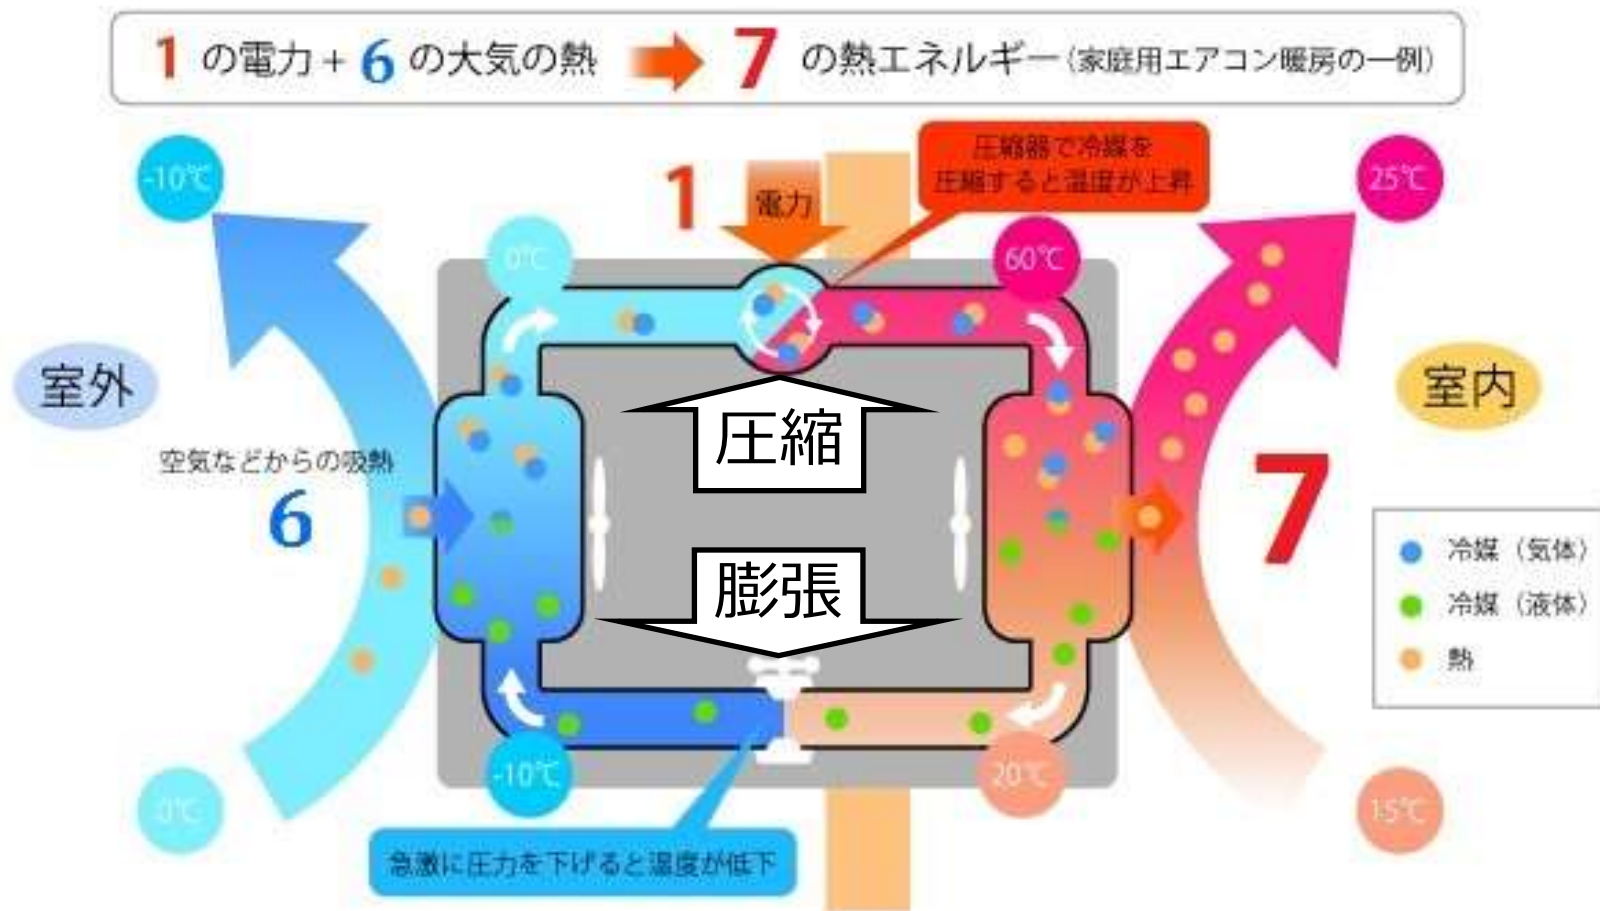 1の電力+6の大気の熱 7の熱エネルギー(家庭用エアコン暖房の一例)
-10℃
1
電力
圧縮器で冷媒を
圧縮すると温度が上昇
25℃
0℃
60℃
室外
圧縮
室内
空気などからの吸熱
6
7
膨張
冷媒(気体)
冷媒(液体)
熱
-10℃
20℃
0℃
15℃
急激に圧力を下げると温度が低下